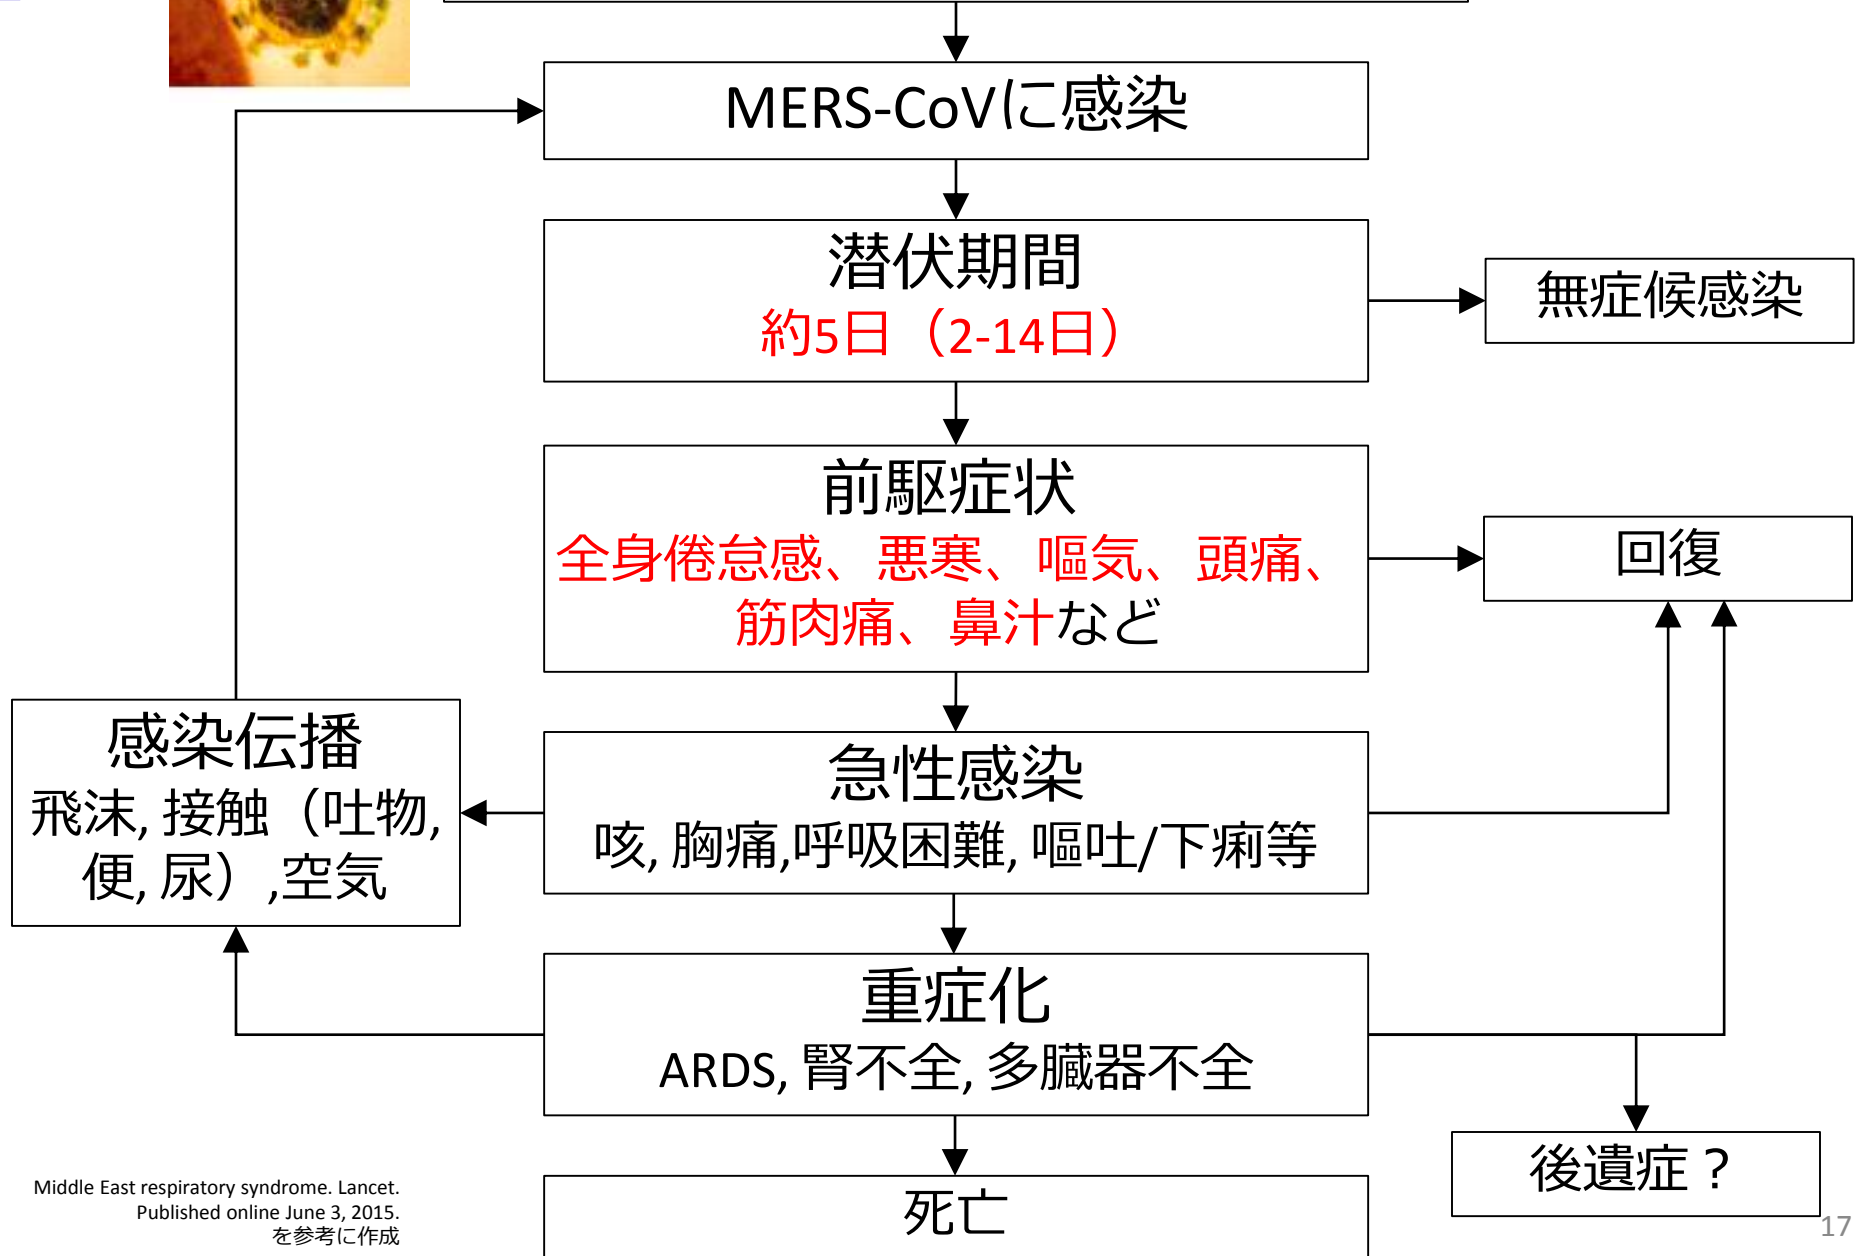 MERS-CoVに感染
潜伏期間
約5日（2-14日）
無症候感染
前駆症状
全身倦怠感、悪寒、嘔気、頭痛、
筋肉痛、鼻汁など
回復
感染伝播
飛沫, 接触（吐物,
便, 尿）,空気
急性感染
咳, 胸痛,呼吸困難, 嘔吐/下痢等
重症化
ARDS, 腎不全, 多臓器不全
後遺症？
死亡
Middle East respiratory syndrome. Lancet.
Published online June 3, 2015.
を参考に作成
17